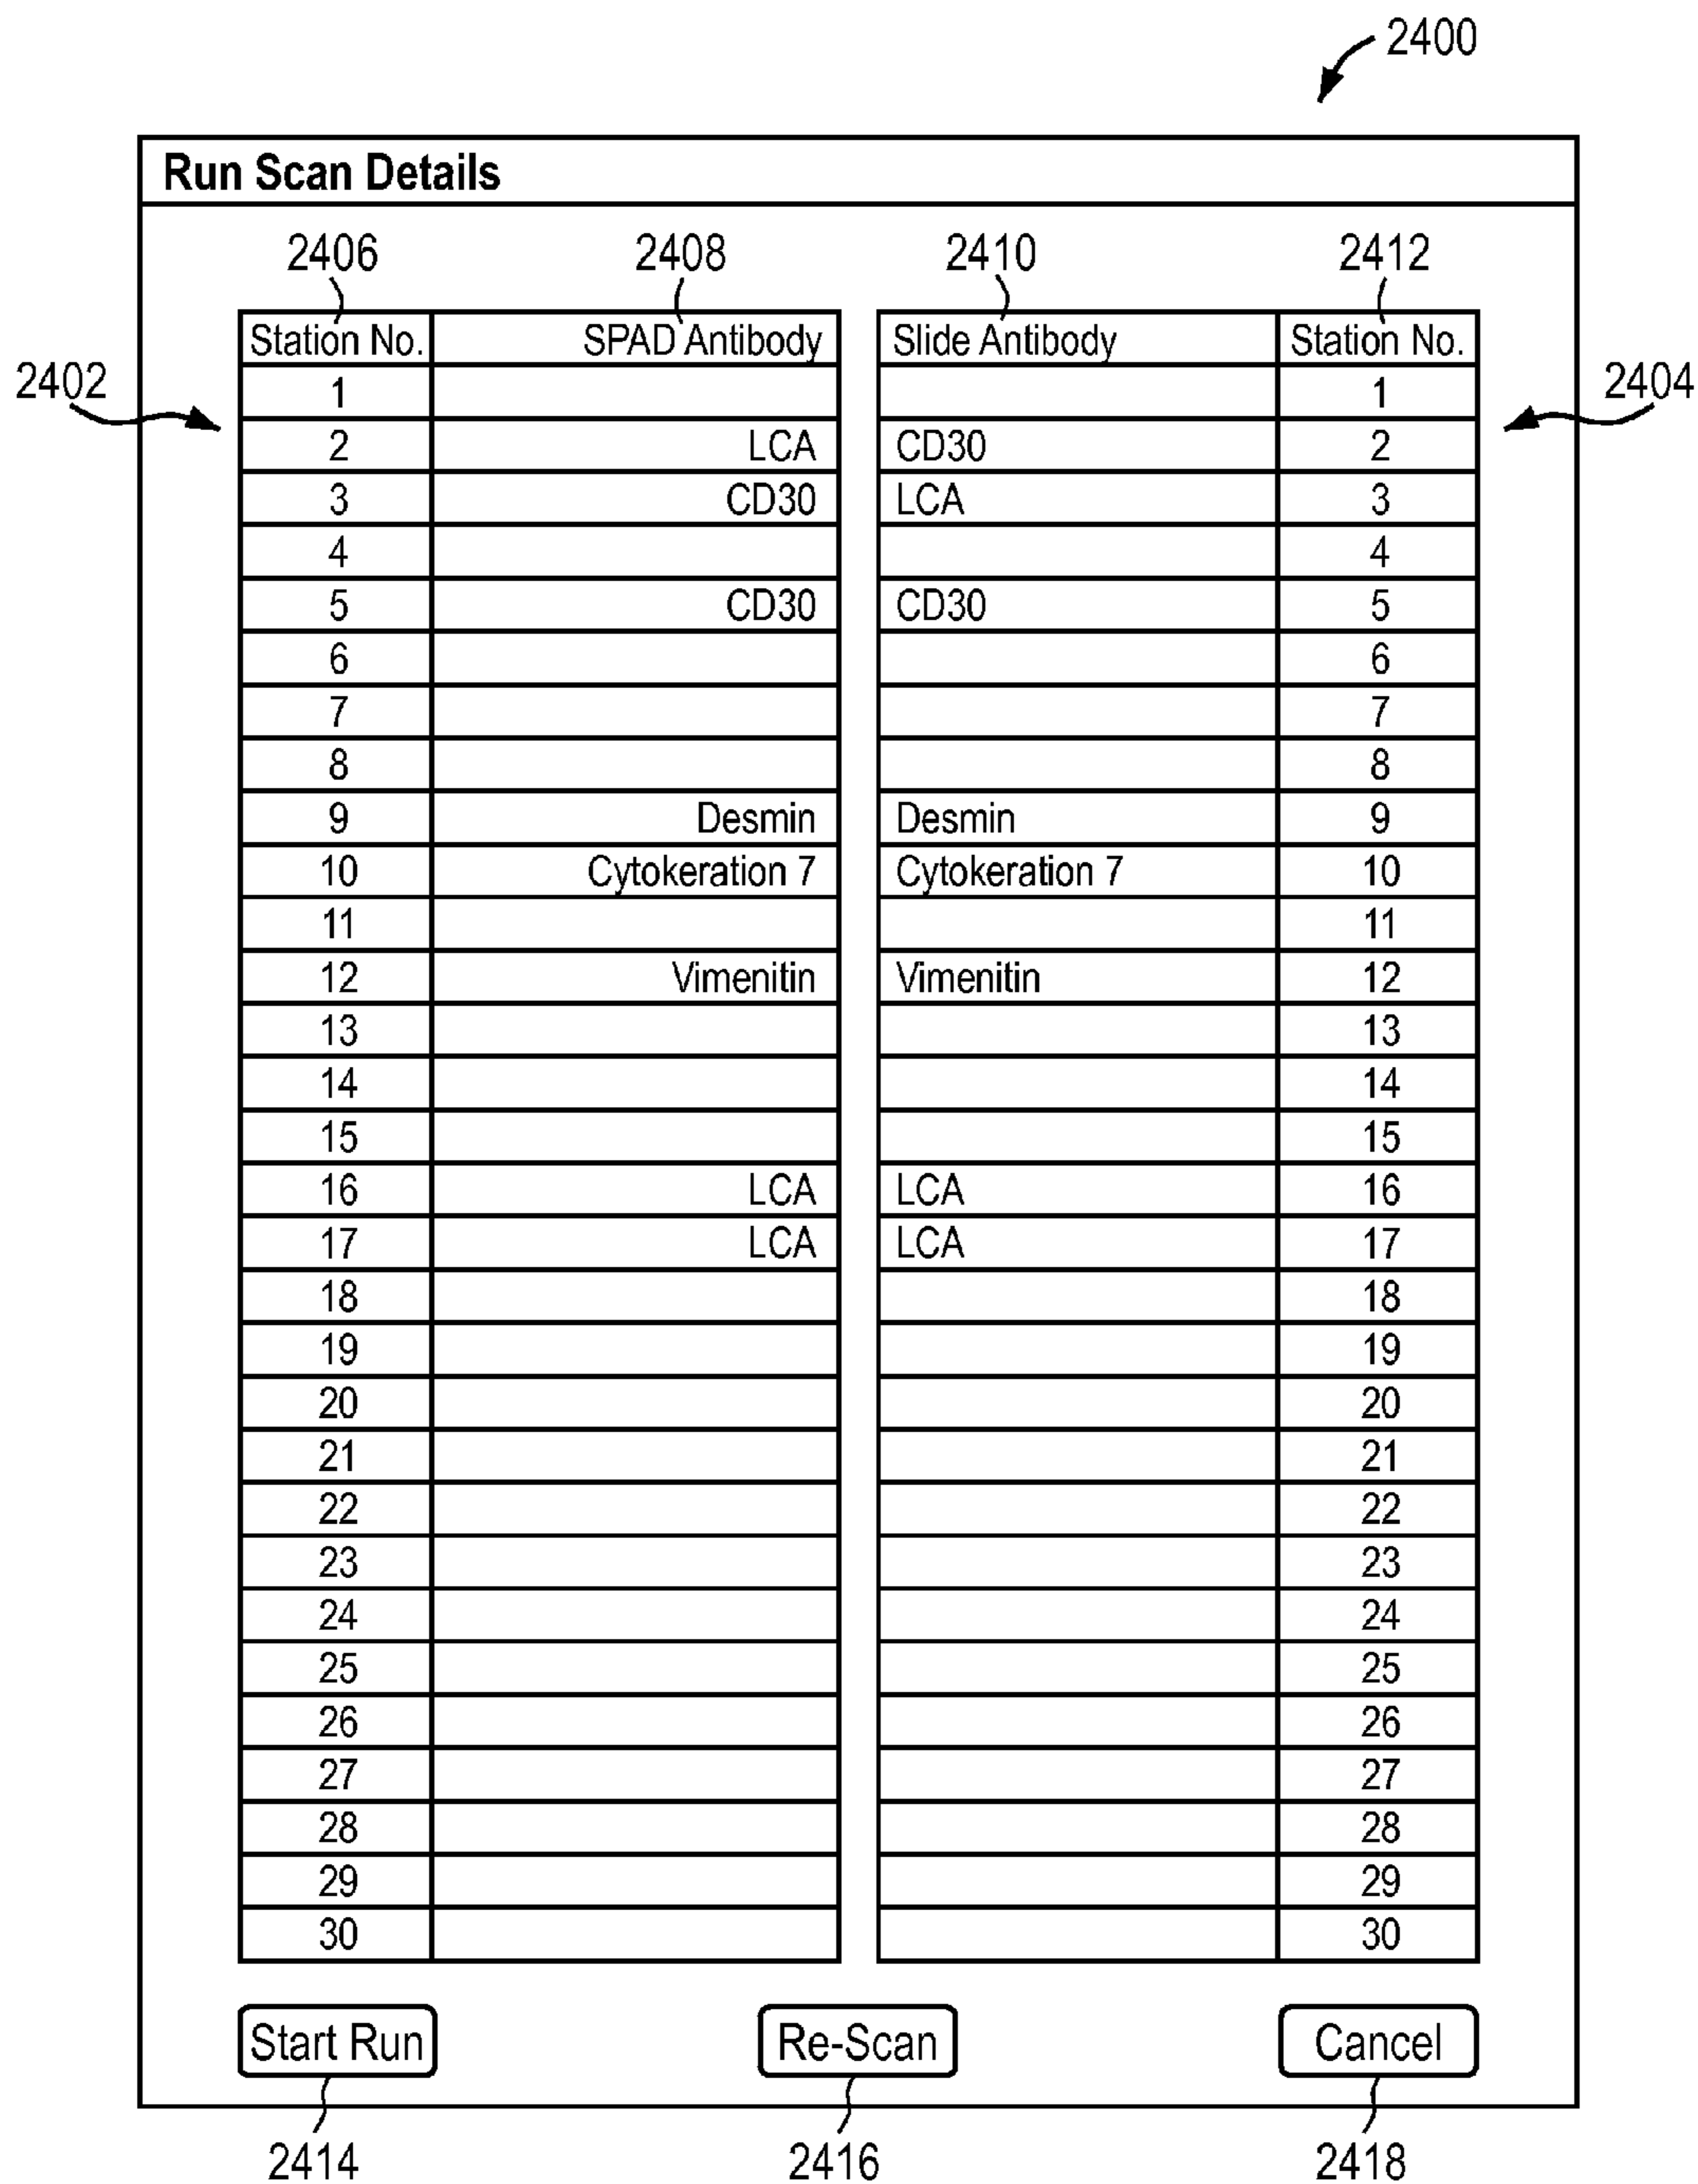 2400
Run Scan Details
2406 2408 2410 2412
Station No. SPAD Antibody Slide Antibody Station No.
2402 1 1 2404
2 LCA CD30 2
3 CD30 LCA 3
4 4
5 CD30 CD30 5
6 6
7 7
8 8
9 Desmin Desmin 9
10 Cytokeration 7 Cytokeration 7 10
11 11
12 Vimenitin Vimenitin 12
13 13
14 14
15 15
16 LCA LCA 16
17 LCA LCA 17
18 18
19 19
20 20
21 21
22 22
23 23
24 24
25 25
26 26
27 27
28 28
29 29
30 30
Start Run Re-Scan Cancel
2414 2416 2418